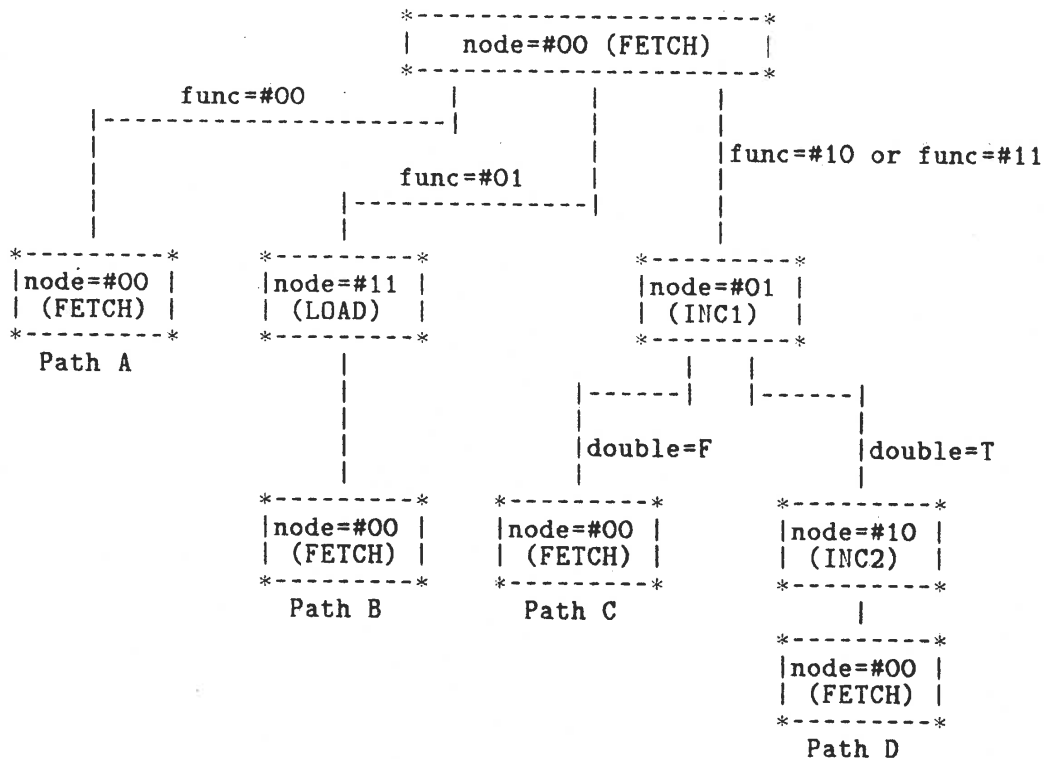 node=#00 (FETCH)
func=#00
func=#10 or func=#11
func=#01
node=#00
(FETCH)
Path A
node=#11
(LOAD)
node=#01
(INC1)
double=F
double=T
node=#00
(FETCH)
Path B
node=#00
(FETCH)
Path C
node=#10
(INC2)
node=#00
(FETCH)
Path D